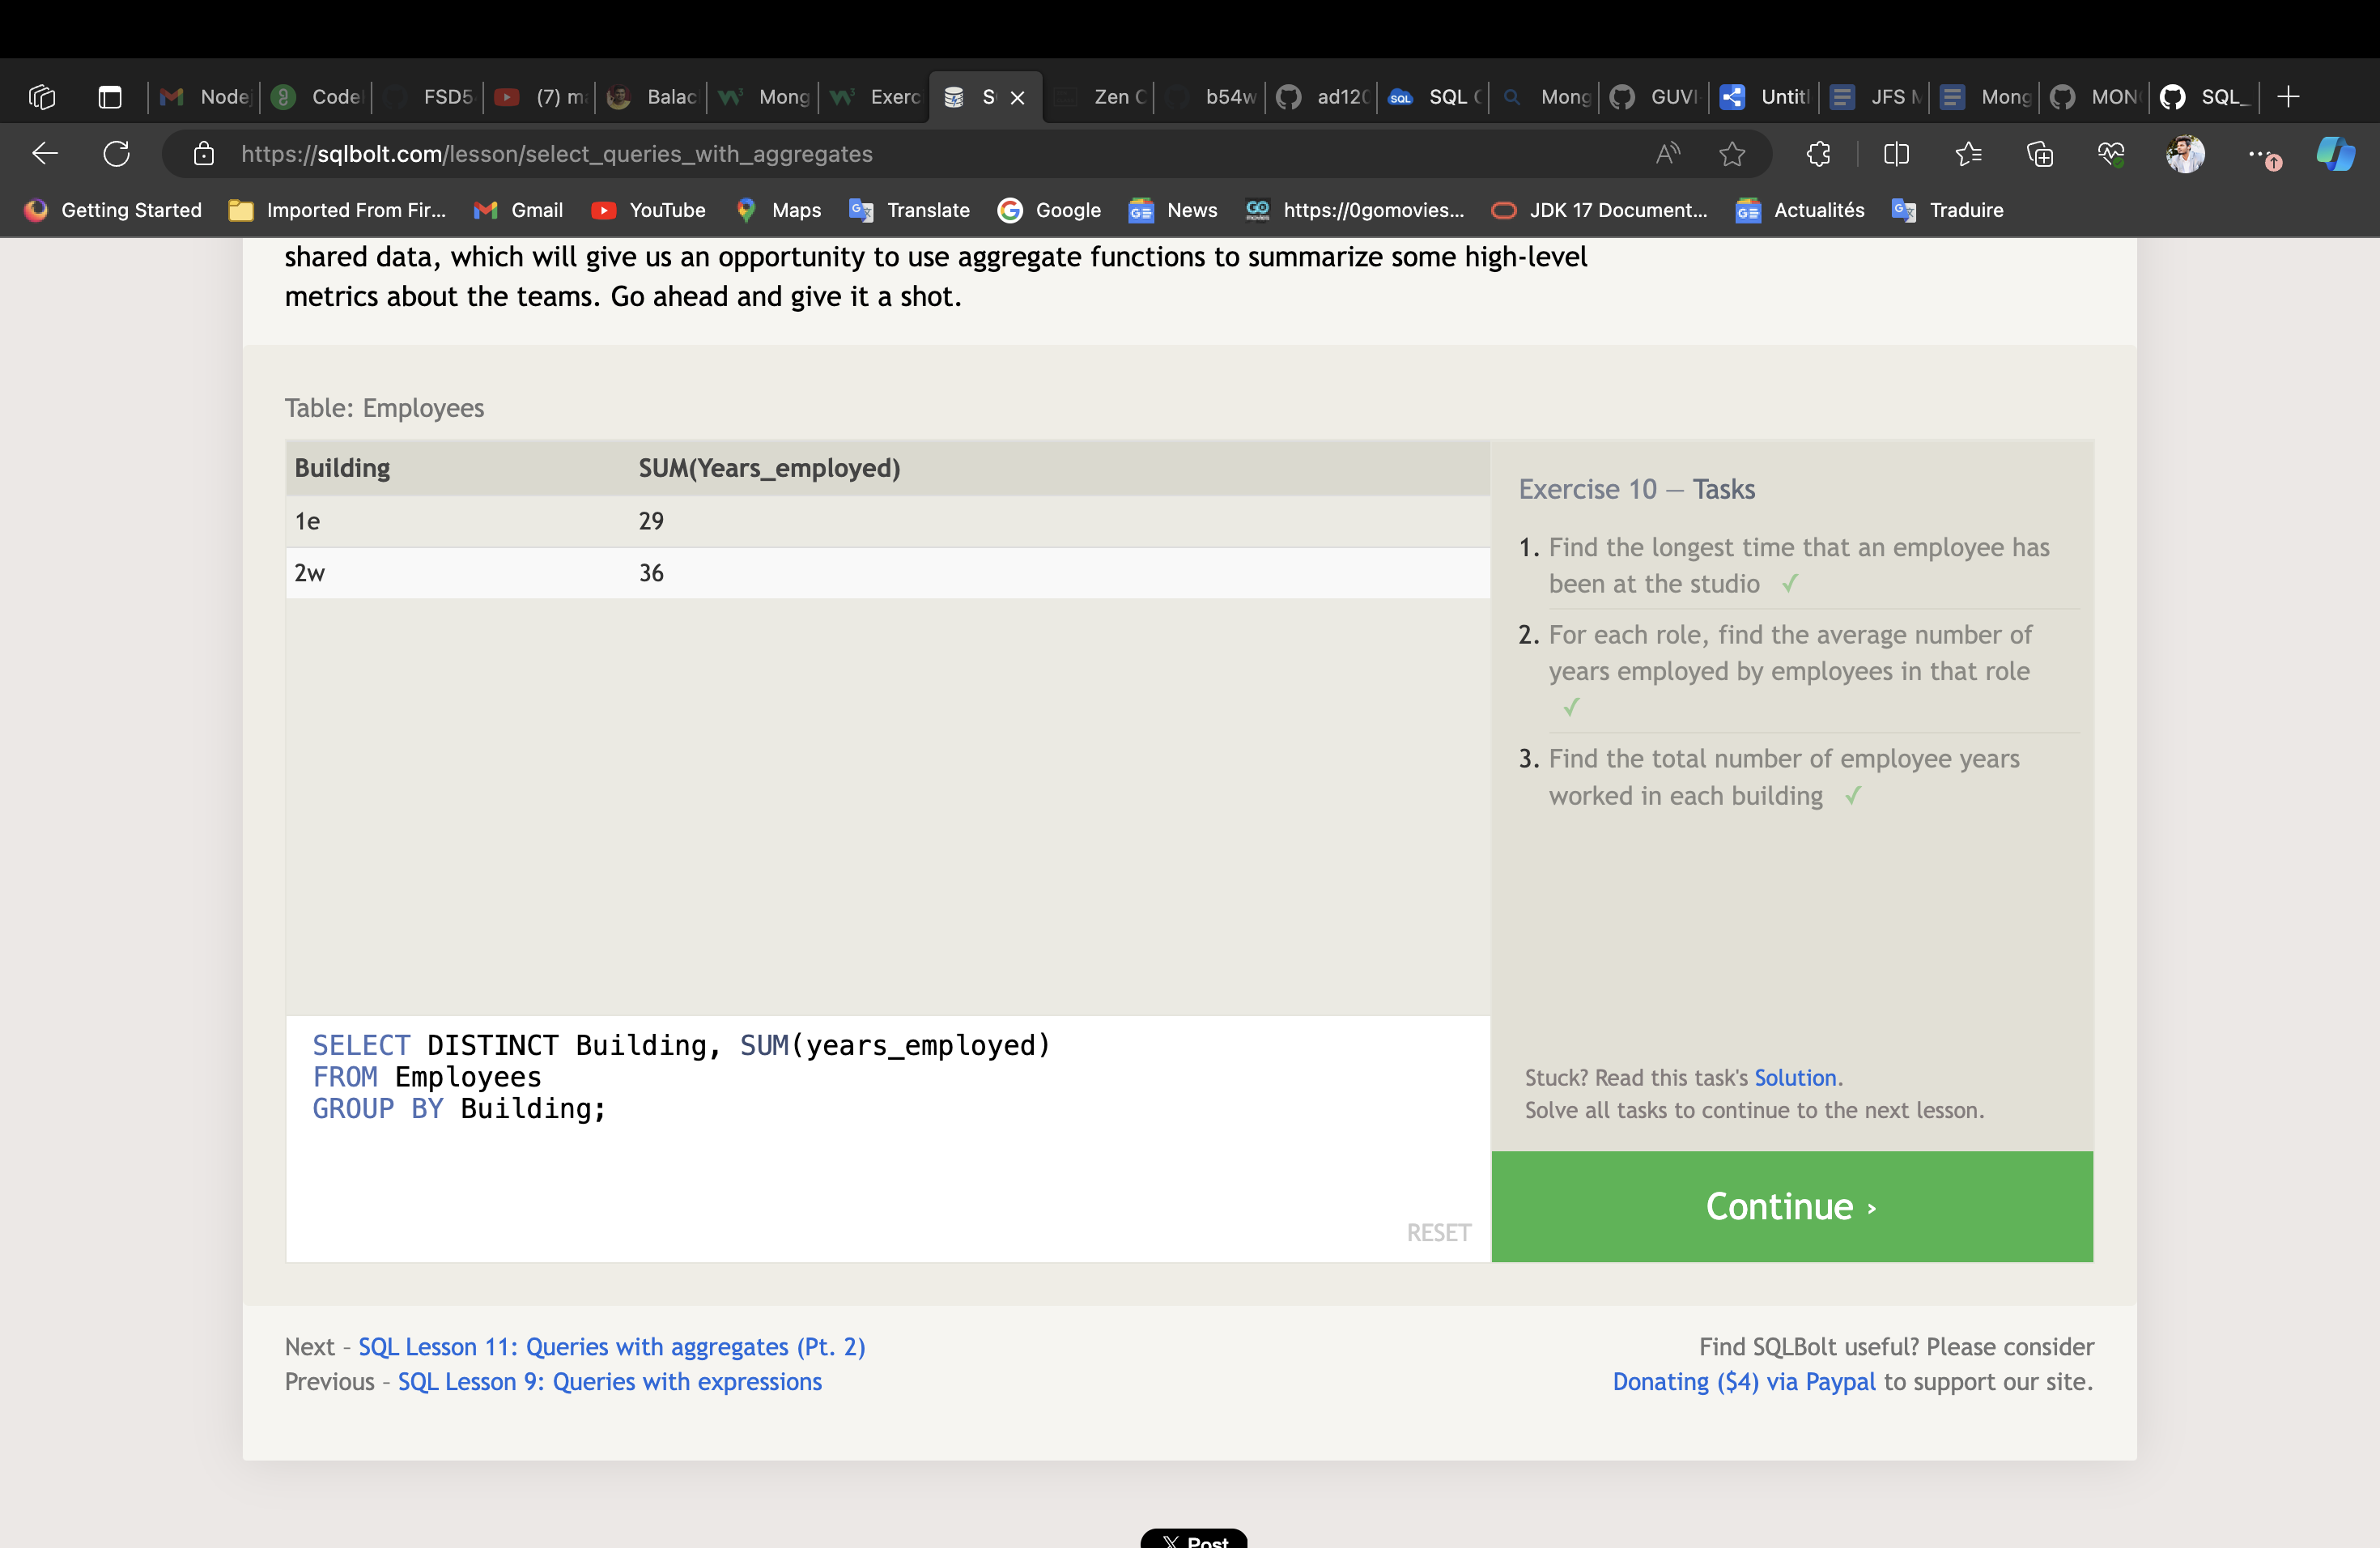 Node
Code
FSD5
(7) m
Balac
Mong
Exerc
S
Zen C
b54w
ad120
SQL
Mong
GUVI
Untitl
JFS M
Mong
MON
SQL_
https://sqlbolt.com/lesson/select_queries_with_aggregates
Getting Started
Imported From Fir...
Gmail
YouTube
Maps
Translate
Google
News
https://0gomovies...
JDK 17 Document...
Actualités
Traduire
shared data, which will give us an opportunity to use aggregate functions to summarize some high-level
metrics about the teams. Go ahead and give it a shot.
Table: Employees
Building SUM(Years_employed)
1e 29
2w 36
SELECT DISTINCT Building, SUM(years_employed)
FROM Employees
GROUP BY Building;
RESET
Exercise 10 — Tasks
1. Find the longest time that an employee has
been at the studio ✓
2. For each role, find the average number of
years employed by employees in that role
✓
3. Find the total number of employee years
worked in each building ✓
Stuck? Read this task's Solution.
Solve all tasks to continue to the next lesson.
Continue ›
Next – SQL Lesson 11: Queries with aggregates (Pt. 2)
Previous – SQL Lesson 9: Queries with expressions
Find SQLBolt useful? Please consider
Donating ($4) via Paypal to support our site.
Post